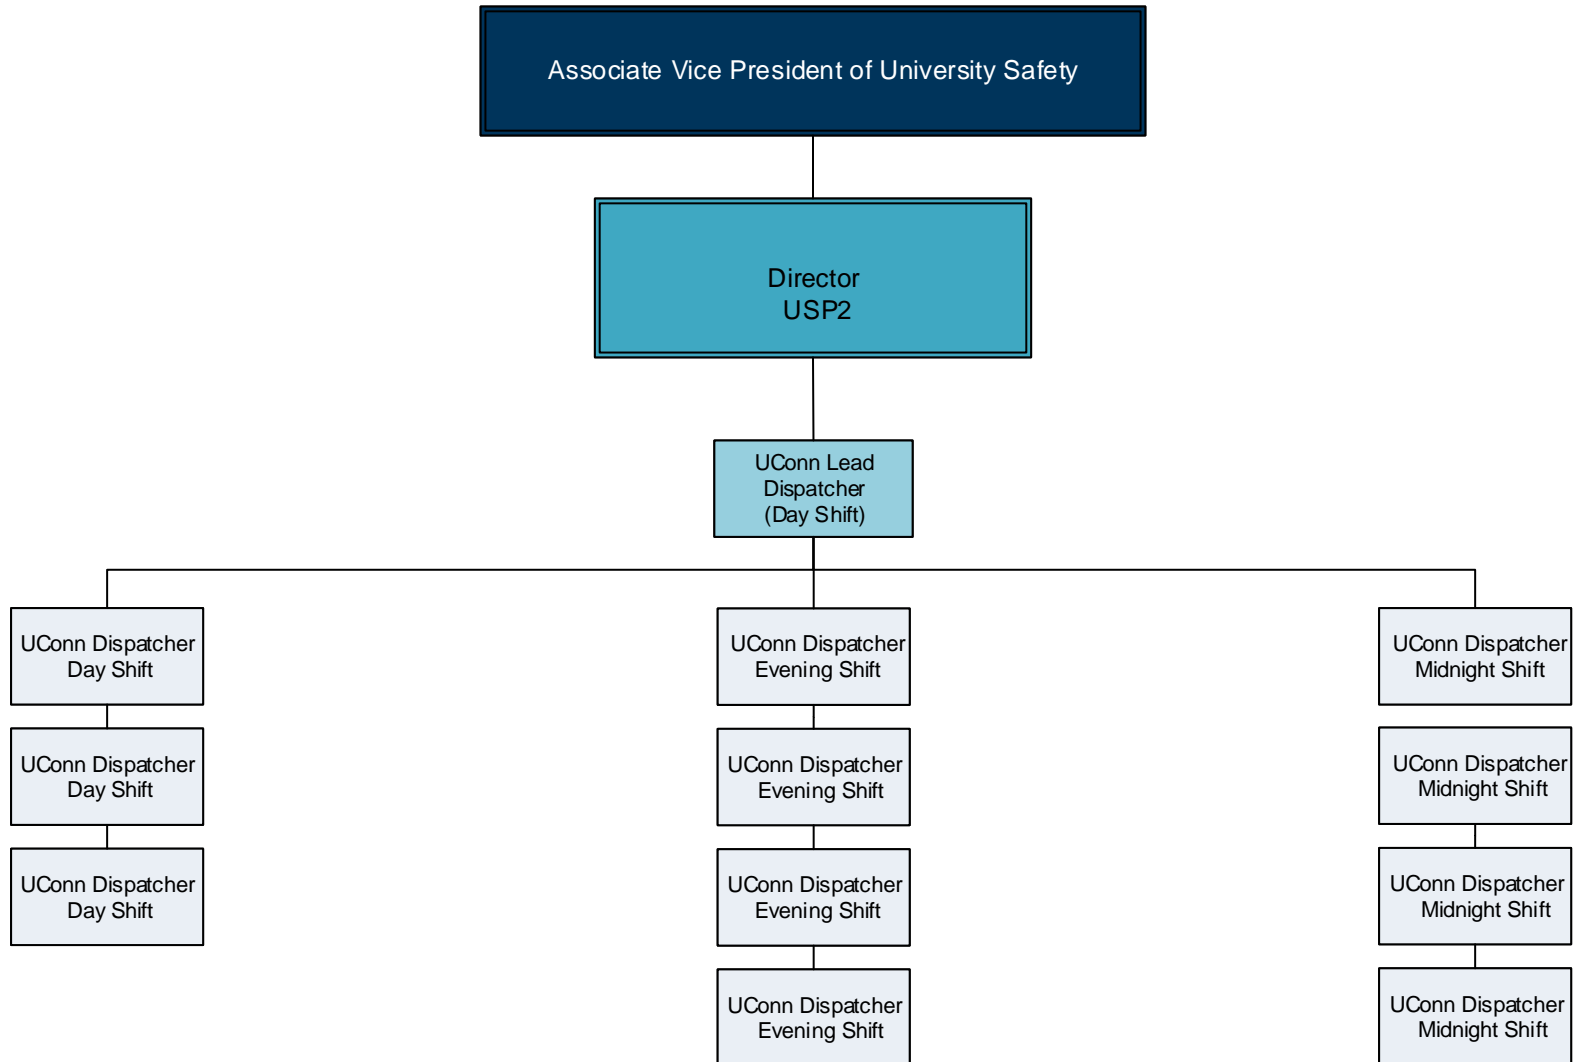 Associate Vice President of University Safety
Director
USP2
UConn Lead
Dispatcher
(Day Shift)
UConn Dispatcher
Day Shift
UConn Dispatcher
Evening Shift
UConn Dispatcher
Midnight Shift
UConn Dispatcher
Day Shift
UConn Dispatcher
Evening Shift
UConn Dispatcher
Midnight Shift
UConn Dispatcher
Day Shift
UConn Dispatcher
Evening Shift
UConn Dispatcher
Midnight Shift
UConn Dispatcher
Evening Shift
UConn Dispatcher
Midnight Shift